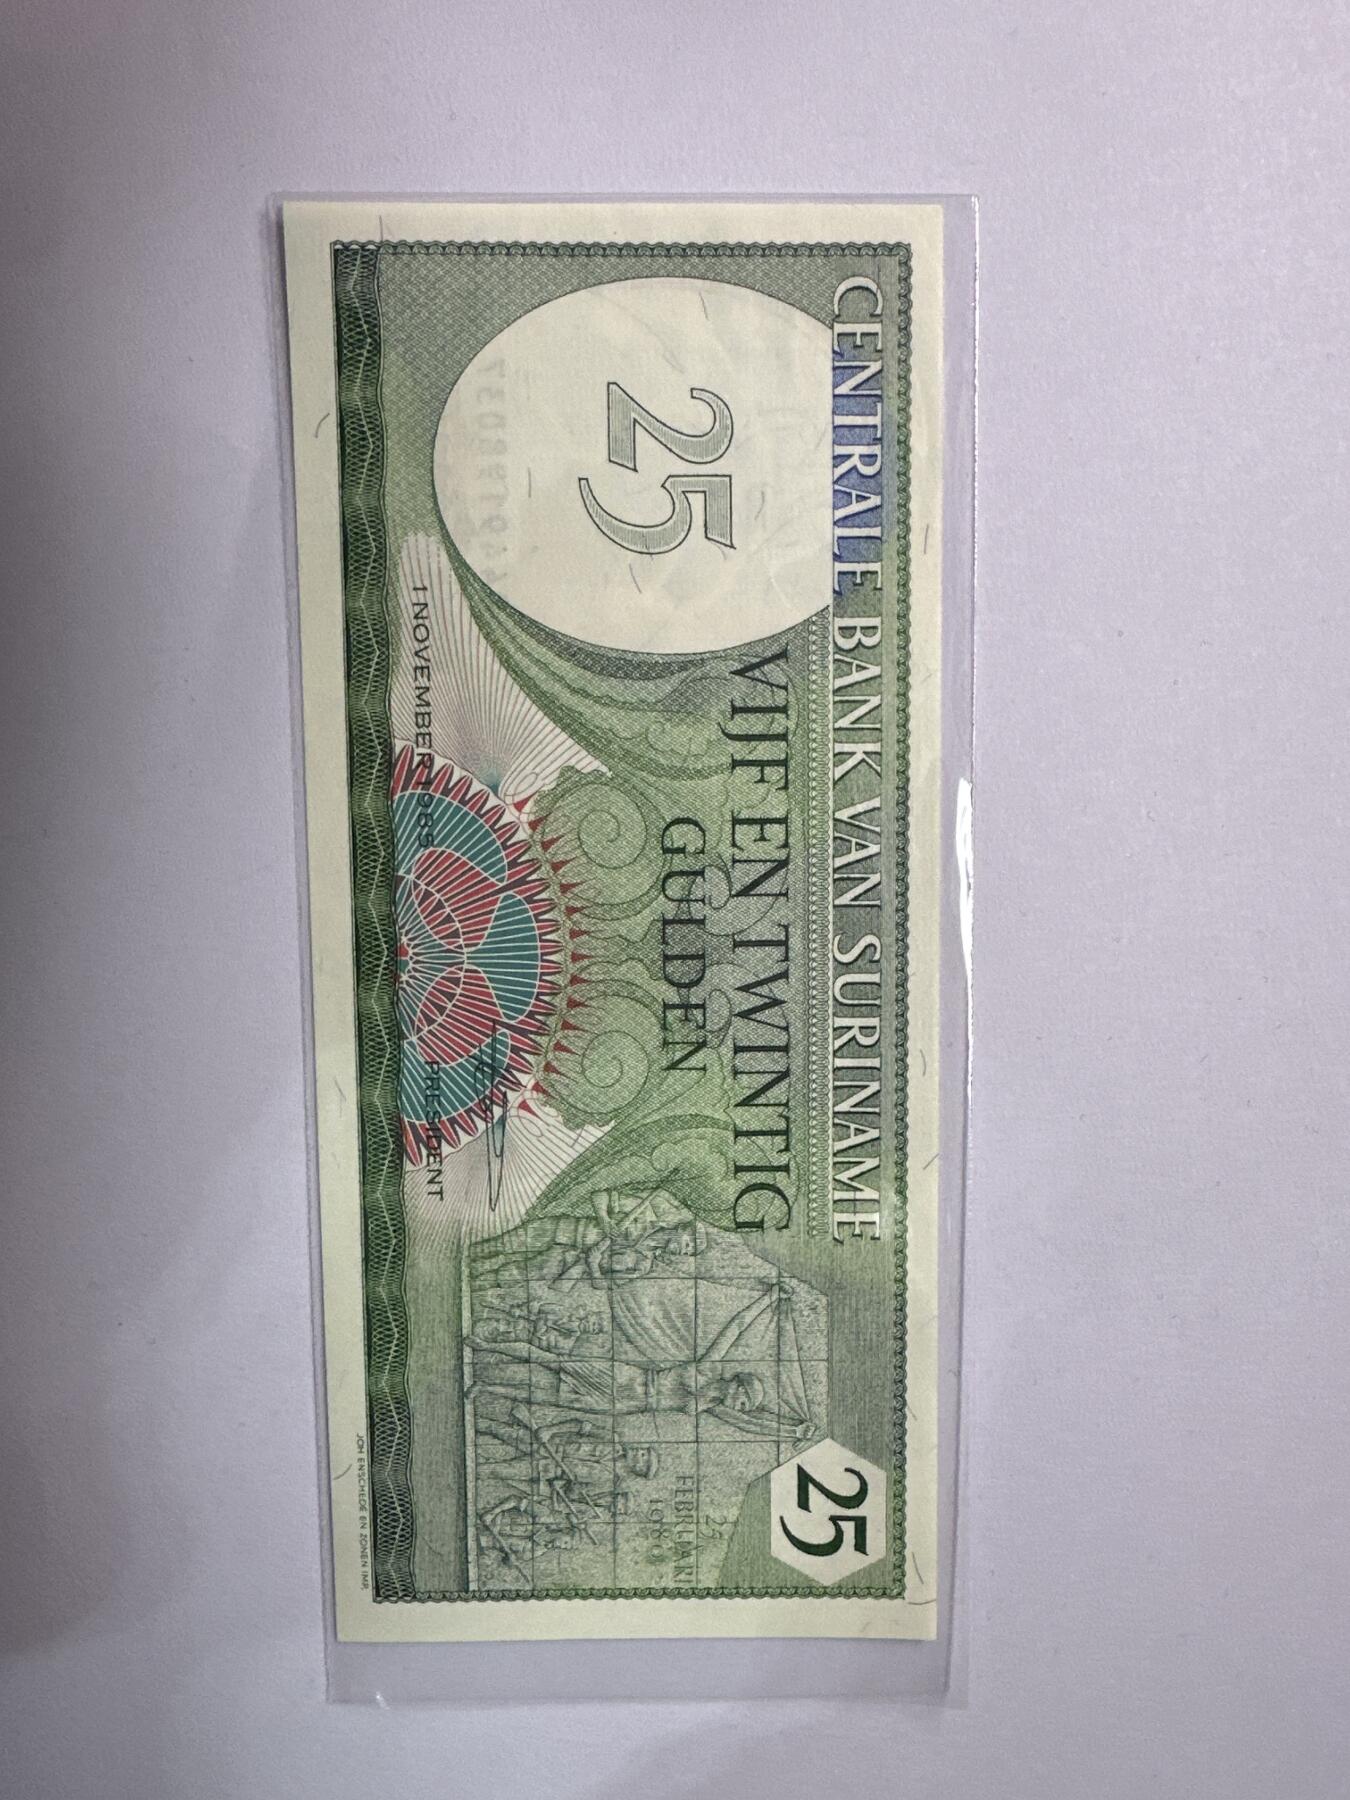 CENTRALE BANK VAN SURINAME
25
25
VIJF EN TWINTIG
GULDEN
25
FEBRUARI
1980
1 NOVEMBER 1985
PRESIDENT
JOH. ENSCHEDE EN ZONEN IMP.